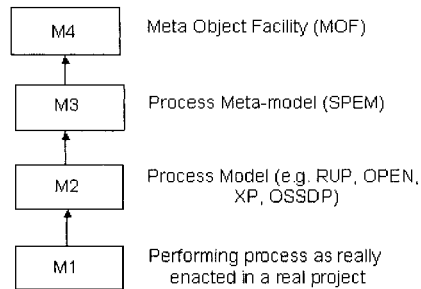 M4 Meta Object Facility (MOF)
M3 Process Meta-model (SPEM)
M2 Process Model (e.g. RUP, OPEN,
XP, OSSDP)
M1 Performing process as really
enacted in a real project